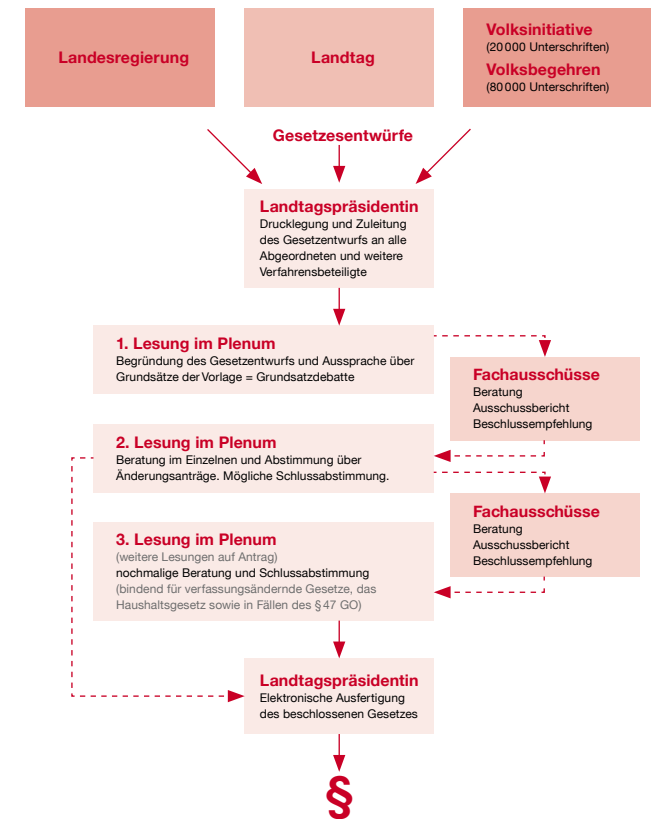 Landesregierung
Landtag
Volksinitiative
(20 000 Unterschriften)
Volksbegehren
(80 000 Unterschriften)
Gesetzesentwürfe
Landtagspräsidentin
Drucklegung und Zuleitung
des Gesetzentwurfs an alle
Abgeordneten und weitere
Verfahrensbeteiligte
1. Lesung im Plenum
Begründung des Gesetzentwurfs und Aussprache über
Grundsätze der Vorlage = Grundsatzdebatte
Fachausschüsse
Beratung
Ausschussbericht
Beschlussempfehlung
2. Lesung im Plenum
Beratung im Einzelnen und Abstimmung über
Änderungsanträge. Mögliche Schlussabstimmung.
Fachausschüsse
Beratung
Ausschussbericht
Beschlussempfehlung
3. Lesung im Plenum
(weitere Lesungen auf Antrag)
nochmalige Beratung und Schlussabstimmung
(bindend für verfassungsändernde Gesetze, das
Haushaltsgesetz sowie in Fällen des § 47 GO)
Landtagspräsidentin
Elektronische Ausfertigung
des beschlossenen Gesetzes
§